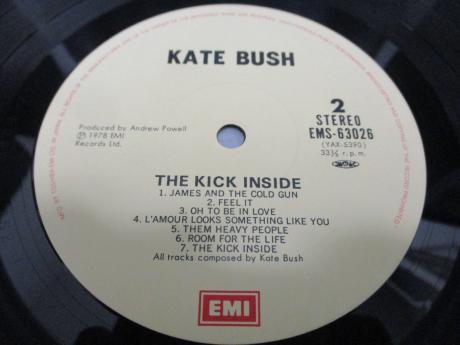 KATE BUSH
2
STEREO
EMS-63026
(YAX-5390)
33⅓ r.p.m.
Produced by Andrew Powell
Ⓟ 1978 EMI
Records Ltd.
THE KICK INSIDE
1. JAMES AND THE COLD GUN
2. FEEL IT
3. OH TO BE IN LOVE
4. L'AMOUR LOOKS SOMETHING LIKE YOU
5. THEM HEAVY PEOPLE
6. ROOM FOR THE LIFE
7. THE KICK INSIDE
All tracks composed by Kate Bush
EMI